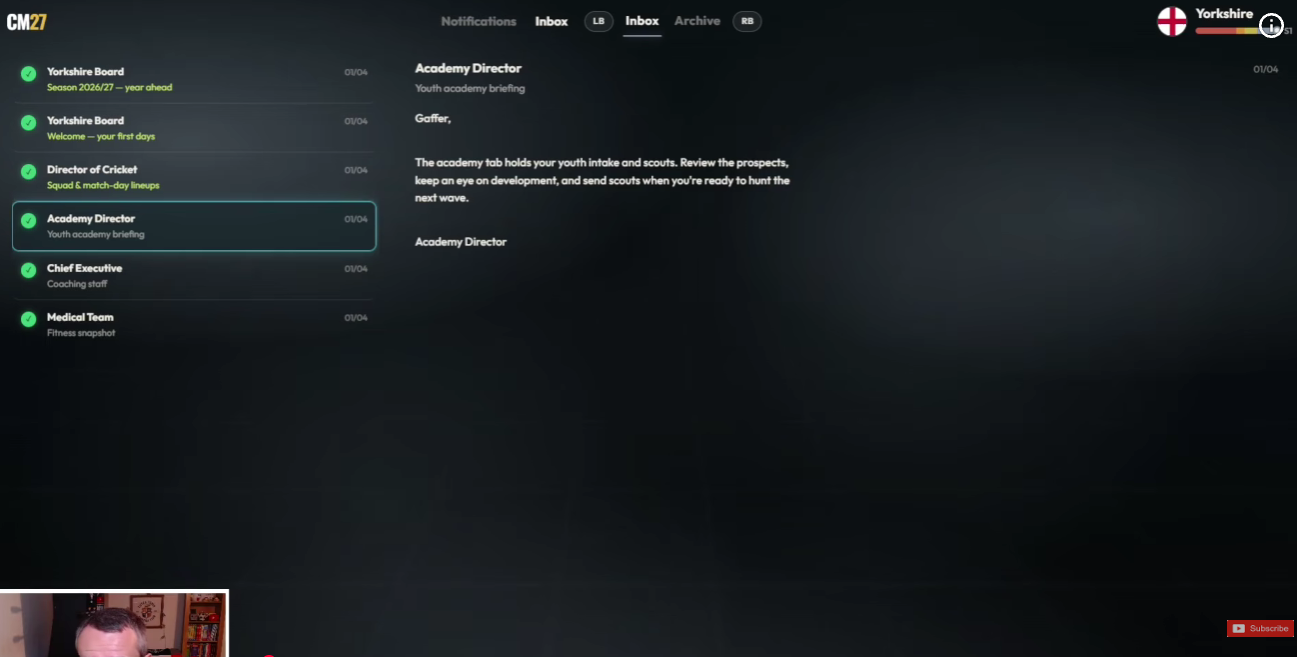 CM27
Notifications Inbox LB Inbox Archive RB
Yorkshire
Yorkshire Board 01/04
Season 2026/27 — year ahead
Yorkshire Board 01/04
Welcome — your first days
Director of Cricket 01/04
Squad & match-day lineups
Academy Director 01/04
Youth academy briefing
Chief Executive 01/04
Coaching staff
Medical Team 01/04
Fitness snapshot
Academy Director 01/04
Youth academy briefing
Gaffer,
The academy tab holds your youth intake and scouts. Review the prospects,
keep an eye on development, and send scouts when you're ready to hunt the
next wave.
Academy Director
Subscribe